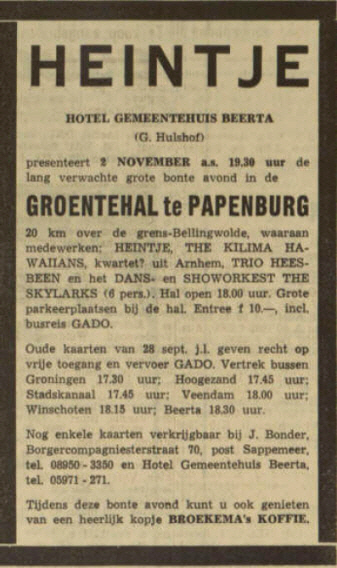 HEINTJE
HOTEL GEMEENTEHUIS BEERTA
(G. Hulshof)
presenteert 2 NOVEMBER a.s. 19.30 uur de
lang verwachte grote bonte avond in de
GROENTEHAL te PAPENBURG
20 km over de grens-Bellingwolde, waaraan
medewerken; HEINTJE, THE KILIMA HA-
WAIIANS, kwartet? uit Arnhem, TRIO HEES-
BEEN en het DANS- en SHOWORKEST THE
SKYLARKS (6 pers.). Hal open 18.00 uur. Grote
parkeerplaatsen bij de hal. Entree f 10.—, incl.
busreis GADO.
Oude kaarten van 28 sept. j.l. geven recht op
vrije toegang en vervoer GADO. Vertrek bussen
Groningen 17.30 uur; Hoogezand 17.45 uur;
Stadskanaal 17.45 uur; Veendam 18.00 uur;
Winschoten 18.15 uur; Beerta 18.30 uur.
Nog enkele kaarten verkrijgbaar bij J. Bonder,
Borgercompagniesterstraat 70, post Sappemeer,
tel. 08950-3350 en Hotel Gemeentehuis Beerta,
tel. 05971-271.
Tijdens deze bonte avond kunt u ook genieten
van een heerlijk kopje BROEKEMA's KOFFIE.